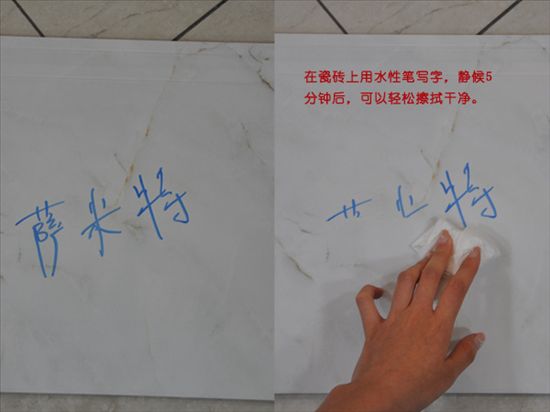 萨米特
在瓷砖上用水性笔写字，静候5
分钟后，可以轻松擦拭干净。
特